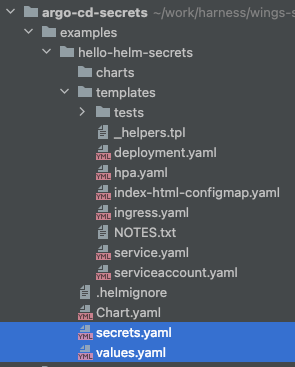 argo-cd-secrets ~/work/harness/wings-s
examples
hello-helm-secrets
charts
templates
tests
_helpers.tpl
YML deployment.yaml
YML hpa.yaml
YML index-html-configmap.yaml
YML ingress.yaml
NOTES.txt
YML service.yaml
YML serviceaccount.yaml
.helmignore
YML Chart.yaml
YML secrets.yaml
YML values.yaml